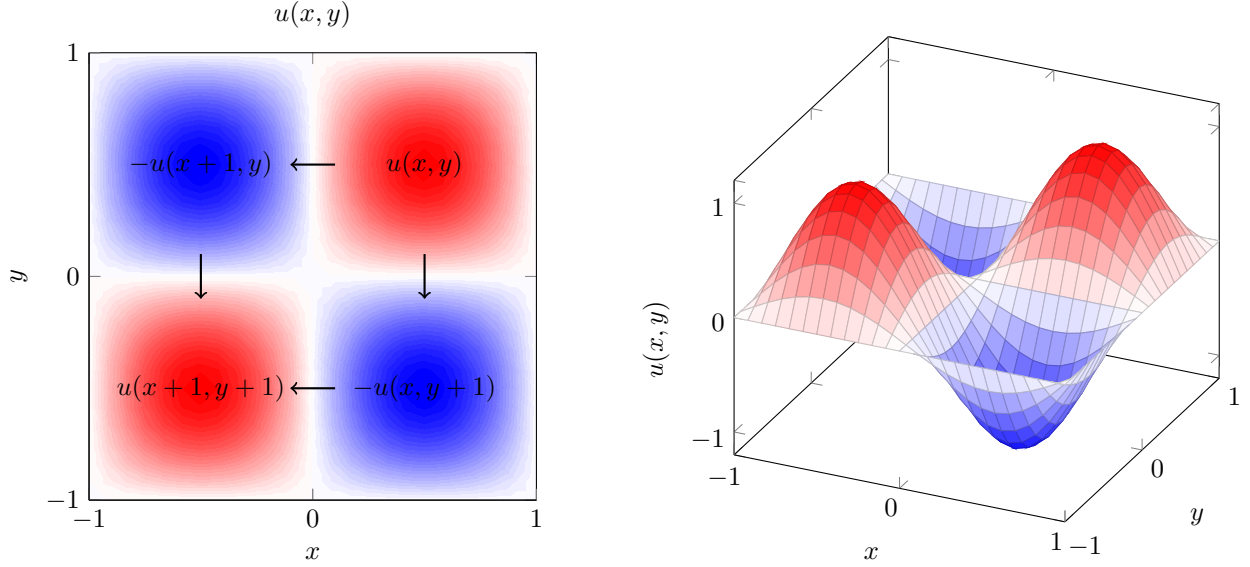 u(x, y)
1
−u(x + 1, y)
u(x, y)
y
0
u(x+1, y+1)
−u(x, y+1)
−1
−1
0
1
x
u(x, y)
1
0
−1
−1
0
1
x
−1
0
1
y